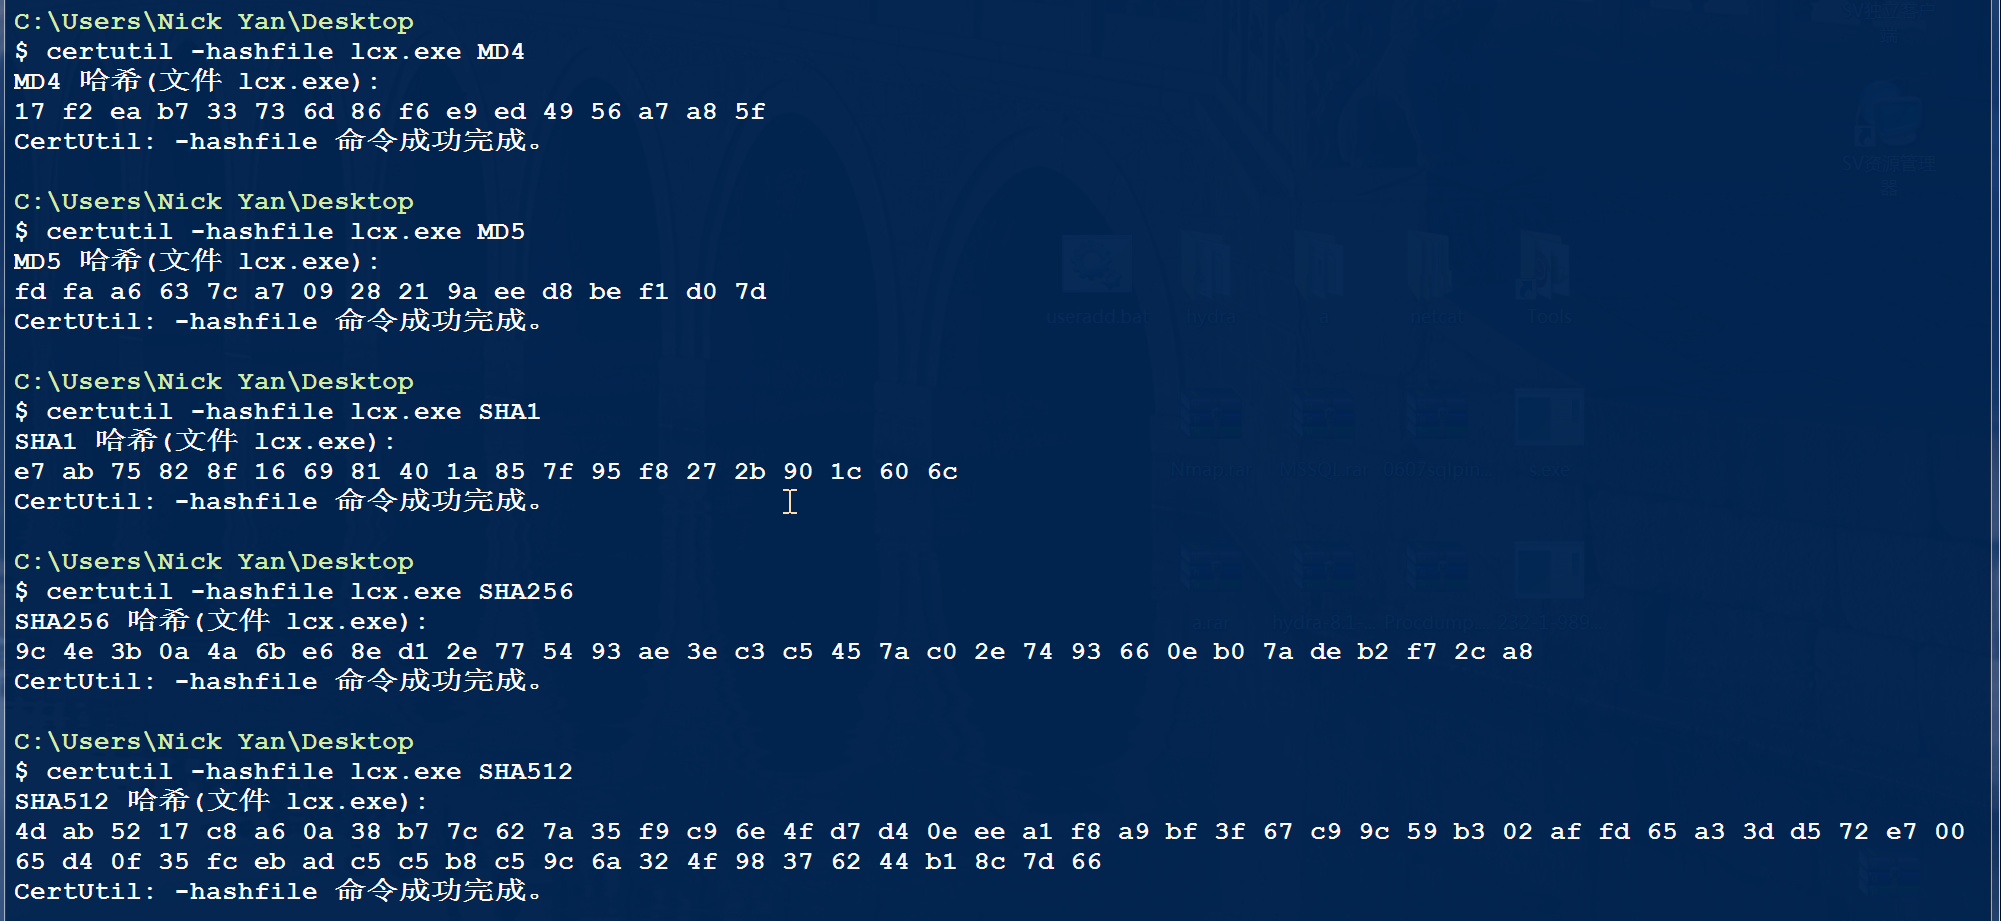 C:\Users\Nick Yan\Desktop
$ certutil -hashfile lcx.exe MD4
MD4 哈希(文件 lcx.exe):
17 f2 ea b7 33 73 6d 86 f6 e9 ed 49 56 a7 a8 5f
CertUtil: -hashfile 命令成功完成。
C:\Users\Nick Yan\Desktop
$ certutil -hashfile lcx.exe MD5
MD5 哈希(文件 lcx.exe):
fd fa a6 63 7c a7 09 28 21 9a ee d8 be f1 d0 7d
CertUtil: -hashfile 命令成功完成。
C:\Users\Nick Yan\Desktop
$ certutil -hashfile lcx.exe SHA1
SHA1 哈希(文件 lcx.exe):
e7 ab 75 82 8f 16 69 81 40 1a 85 7f 95 f8 27 2b 90 1c 60 6c
CertUtil: -hashfile 命令成功完成。
C:\Users\Nick Yan\Desktop
$ certutil -hashfile lcx.exe SHA256
SHA256 哈希(文件 lcx.exe):
9c 4e 3b 0a 4a 6b e6 8e d1 2e 77 54 93 ae 3e c3 c5 45 7a c0 2e 74 93 66 0e b0 7a de b2 f7 2c a8
CertUtil: -hashfile 命令成功完成。
C:\Users\Nick Yan\Desktop
$ certutil -hashfile lcx.exe SHA512
SHA512 哈希(文件 lcx.exe):
4d ab 52 17 c8 a6 0a 38 b7 7c 62 7a 35 f9 c9 6e 4f d7 d4 0e ee a1 f8 a9 bf 3f 67 c9 9c 59 b3 02 af fd 65 a3 3d d5 72 e7 00
65 d4 0f 35 fc eb ad c5 c5 b8 c5 9c 6a 32 4f 98 37 62 44 b1 8c 7d 66
CertUtil: -hashfile 命令成功完成。
SV资源管理
器
useradd.bat
Tools